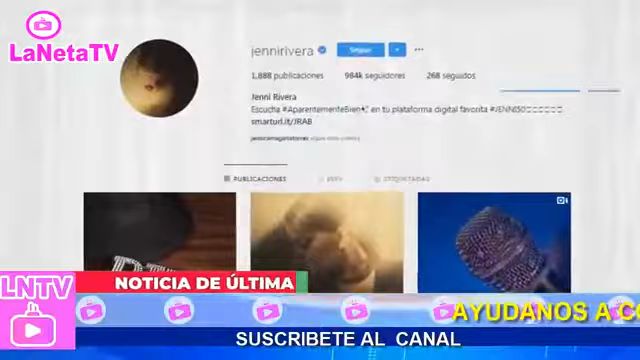 LaNetaTV
jennirivera
Seguir
1,888 publicaciones 984k seguidores 268 seguidos
Jenni Rivera
Escucha #AparentementeBien en tu plataforma digital favorita #JENNI50
smarturl.it/JRAB
PUBLICACIONES
ETIQUETADAS
LNTV
NOTICIA DE ÚLTIMA
AYUDANOS A CO
SUSCRIBETE AL CANAL